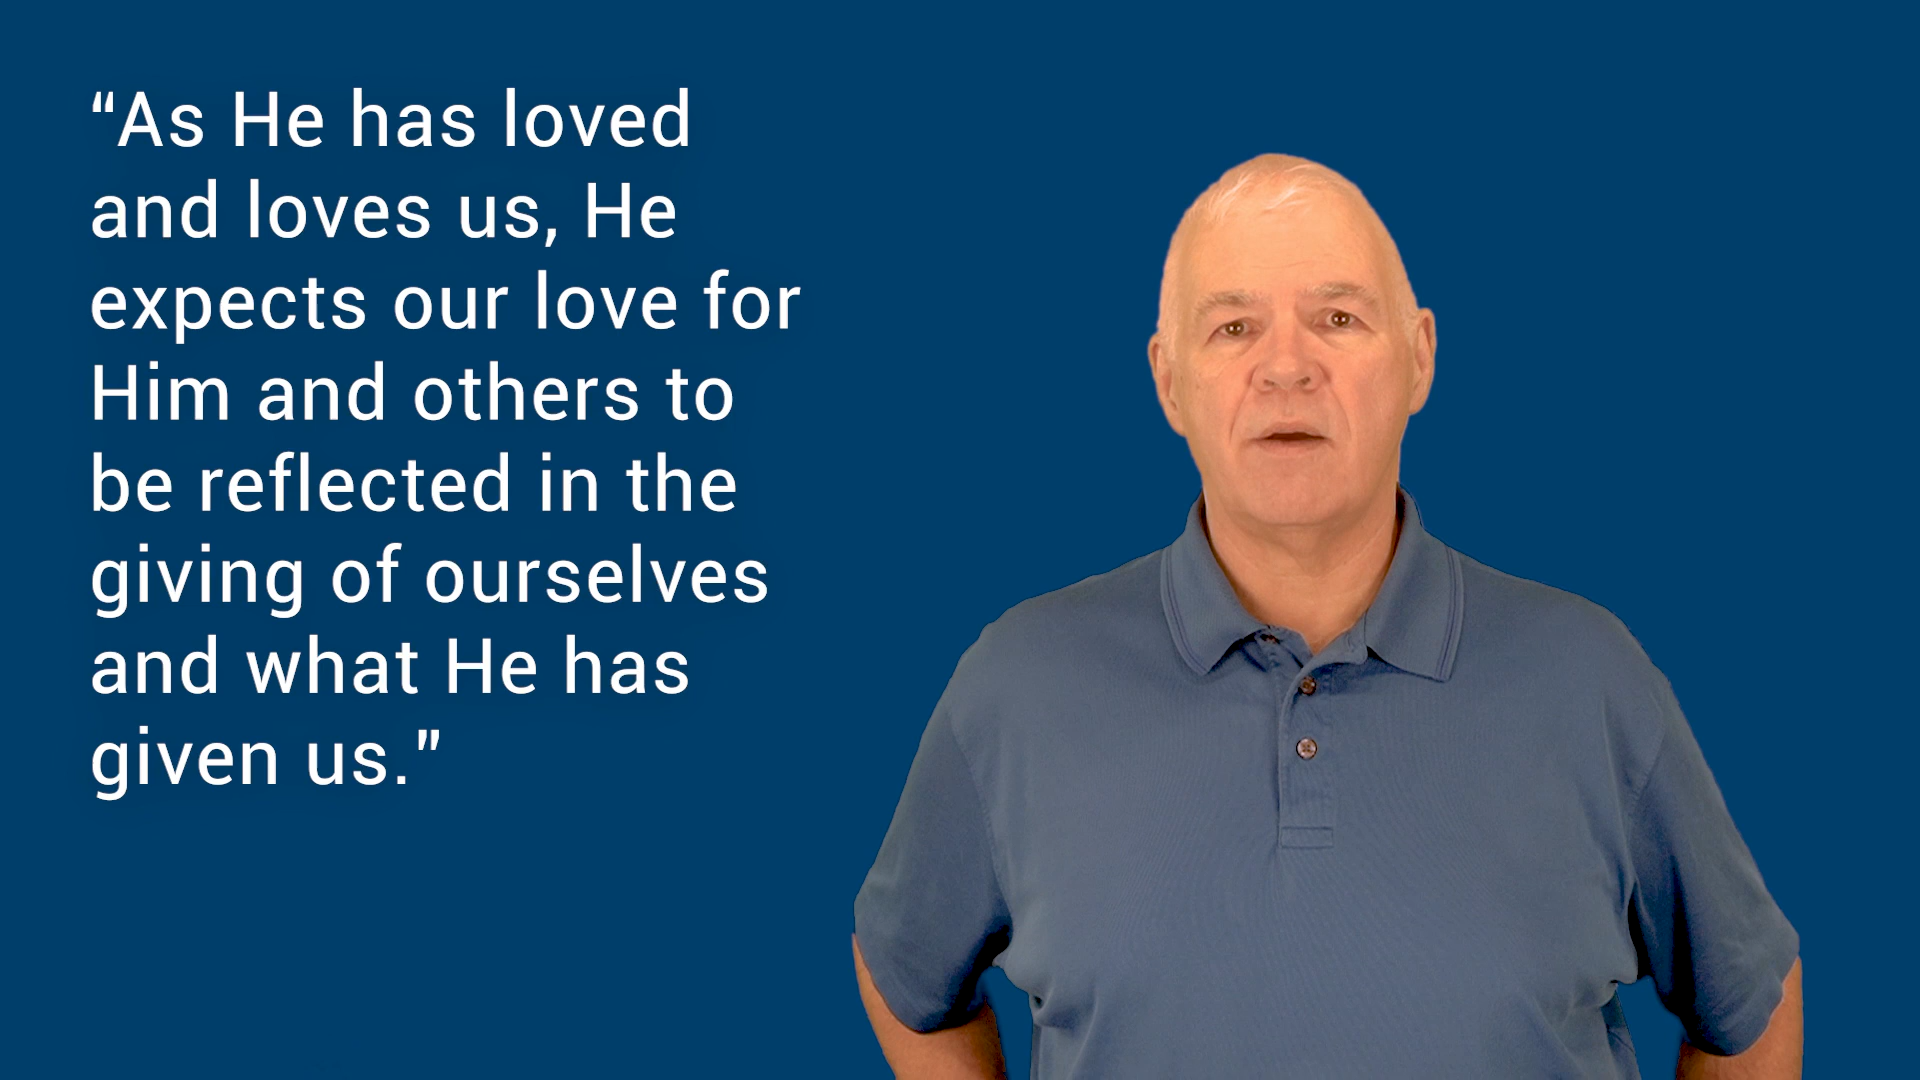 “As He has loved
and loves us, He
expects our love for
Him and others to
be reflected in the
giving of ourselves
and what He has
given us."